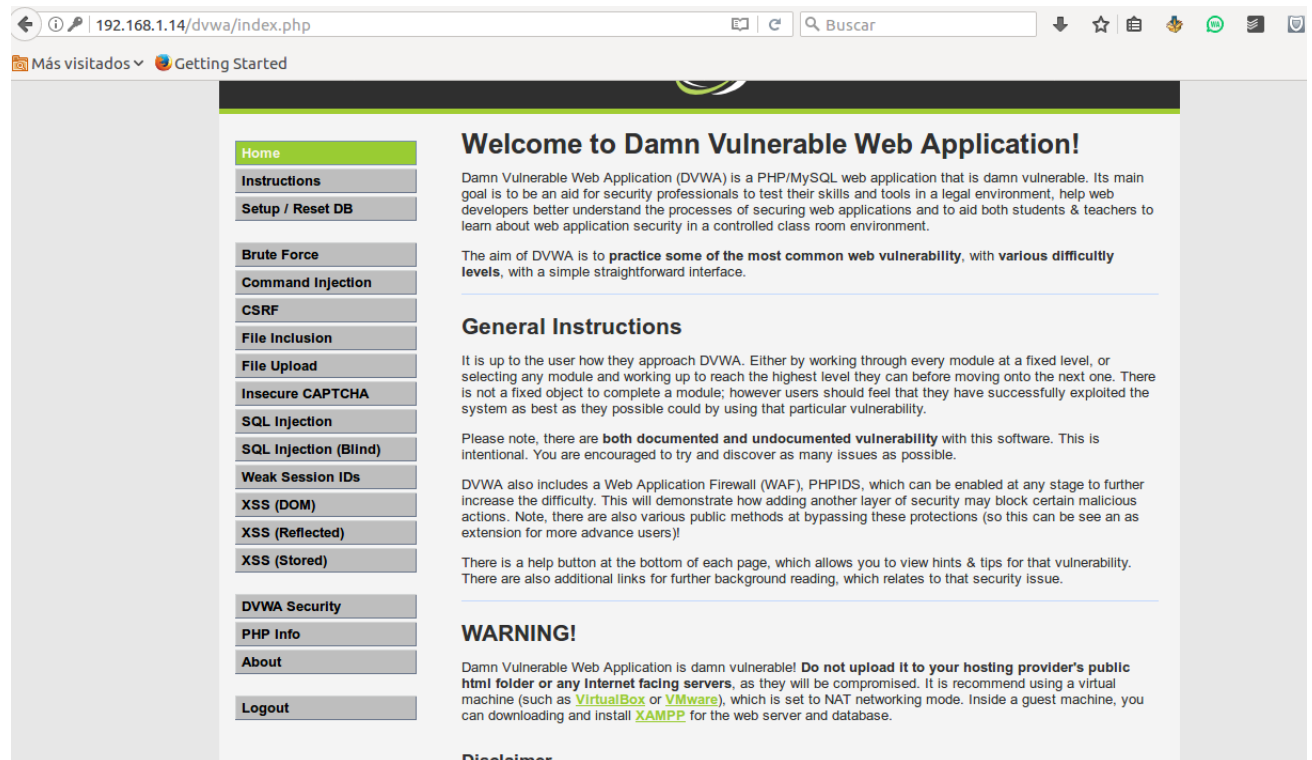 192.168.1.14/dvwa/index.php
Buscar
Más visitados
Getting Started
Home
Instructions
Setup / Reset DB
Brute Force
Command Injection
CSRF
File Inclusion
File Upload
Insecure CAPTCHA
SQL Injection
SQL Injection (Blind)
Weak Session IDs
XSS (DOM)
XSS (Reflected)
XSS (Stored)
DVWA Security
PHP Info
About
Logout
Welcome to Damn Vulnerable Web Application!
Damn Vulnerable Web Application (DVWA) is a PHP/MySQL web application that is damn vulnerable. Its main
goal is to be an aid for security professionals to test their skills and tools in a legal environment, help web
developers better understand the processes of securing web applications and to aid both students & teachers to
learn about web application security in a controlled class room environment.
The aim of DVWA is to practice some of the most common web vulnerability, with various difficultly
levels, with a simple straightforward interface.
General Instructions
It is up to the user how they approach DVWA. Either by working through every module at a fixed level, or
selecting any module and working up to reach the highest level they can before moving onto the next one. There
is not a fixed object to complete a module; however users should feel that they have successfully exploited the
system as best as they possible could by using that particular vulnerability.
Please note, there are both documented and undocumented vulnerability with this software. This is
intentional. You are encouraged to try and discover as many issues as possible.
DVWA also includes a Web Application Firewall (WAF), PHPIDS, which can be enabled at any stage to further
increase the difficulty. This will demonstrate how adding another layer of security may block certain malicious
actions. Note, there are also various public methods at bypassing these protections (so this can be see an as
extension for more advance users)!
There is a help button at the bottom of each page, which allows you to view hints & tips for that vulnerability.
There are also additional links for further background reading, which relates to that security issue.
WARNING!
Damn Vulnerable Web Application is damn vulnerable! Do not upload it to your hosting provider's public
html folder or any Internet facing servers, as they will be compromised. It is recommend using a virtual
machine (such as VirtualBox or VMware), which is set to NAT networking mode. Inside a guest machine, you
can downloading and install XAMPP for the web server and database.
Disclaimer